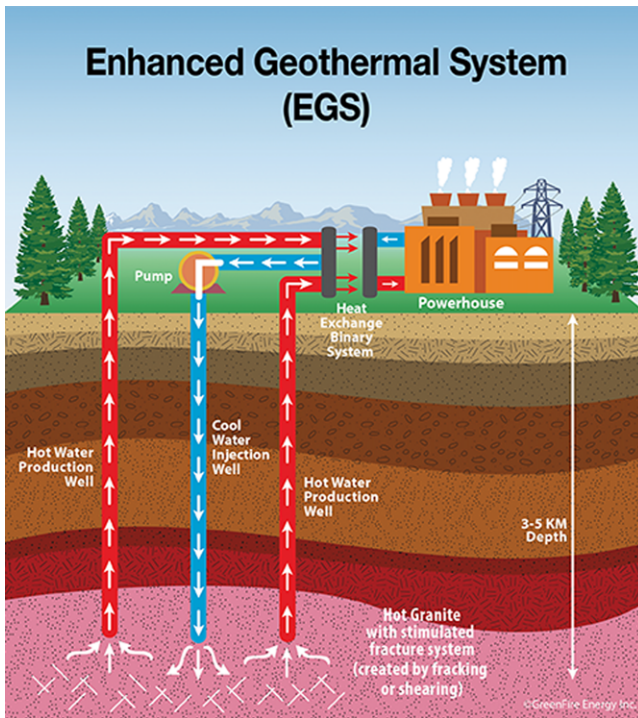 Enhanced Geothermal System
(EGS)
Pump
Powerhouse
Heat
Exchange
Binary
System
Hot Water
Production
Well
Cool
Water
Injection
Well
Hot Water
Production
Well
3-5 KM
Depth
Hot Granite
with stimulated
fracture system
(created by fracking
or shearing)
©GreenFire Energy Inc.